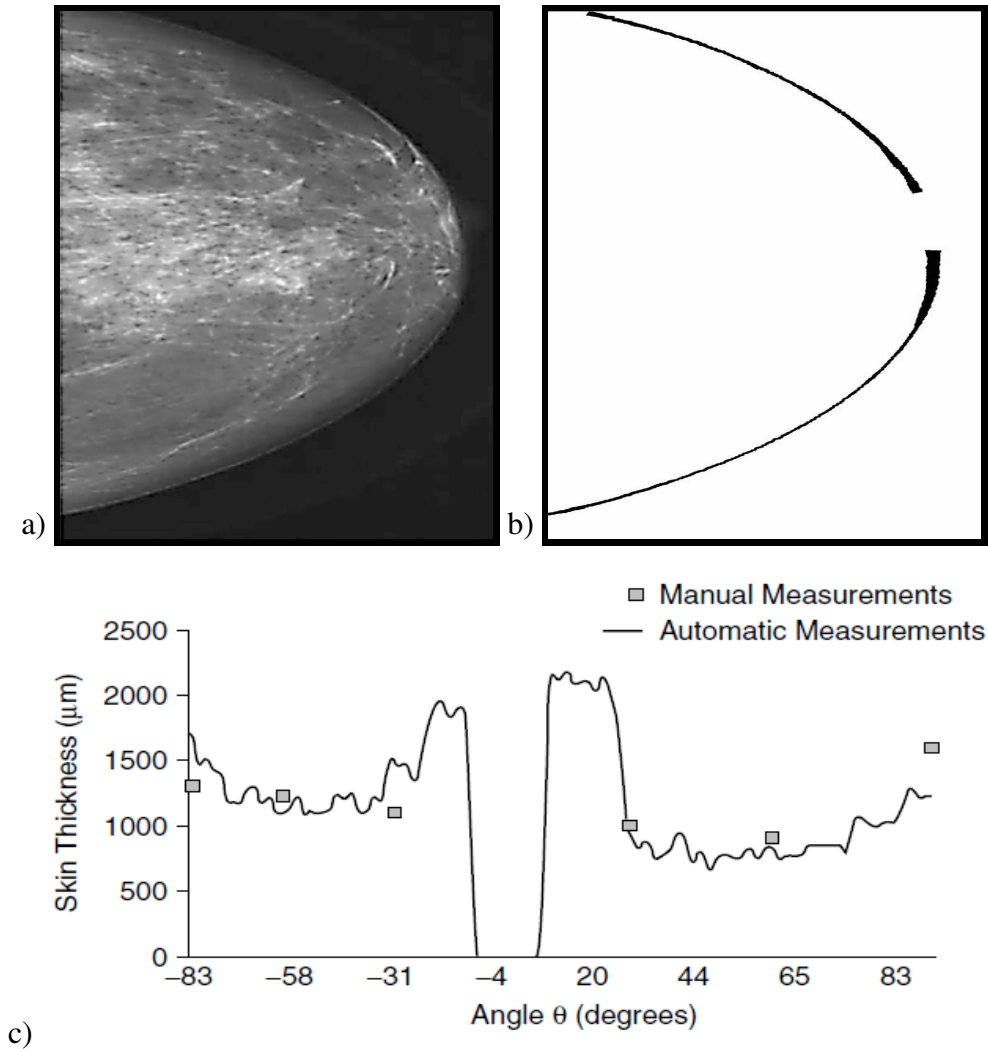 a)
b)
Manual Measurements
Automatic Measurements
2500
2000
1500
1000
500
0
Skin Thickness (μm)
−83 −58 −31 −4 20 44 65 83
Angle θ (degrees)
c)